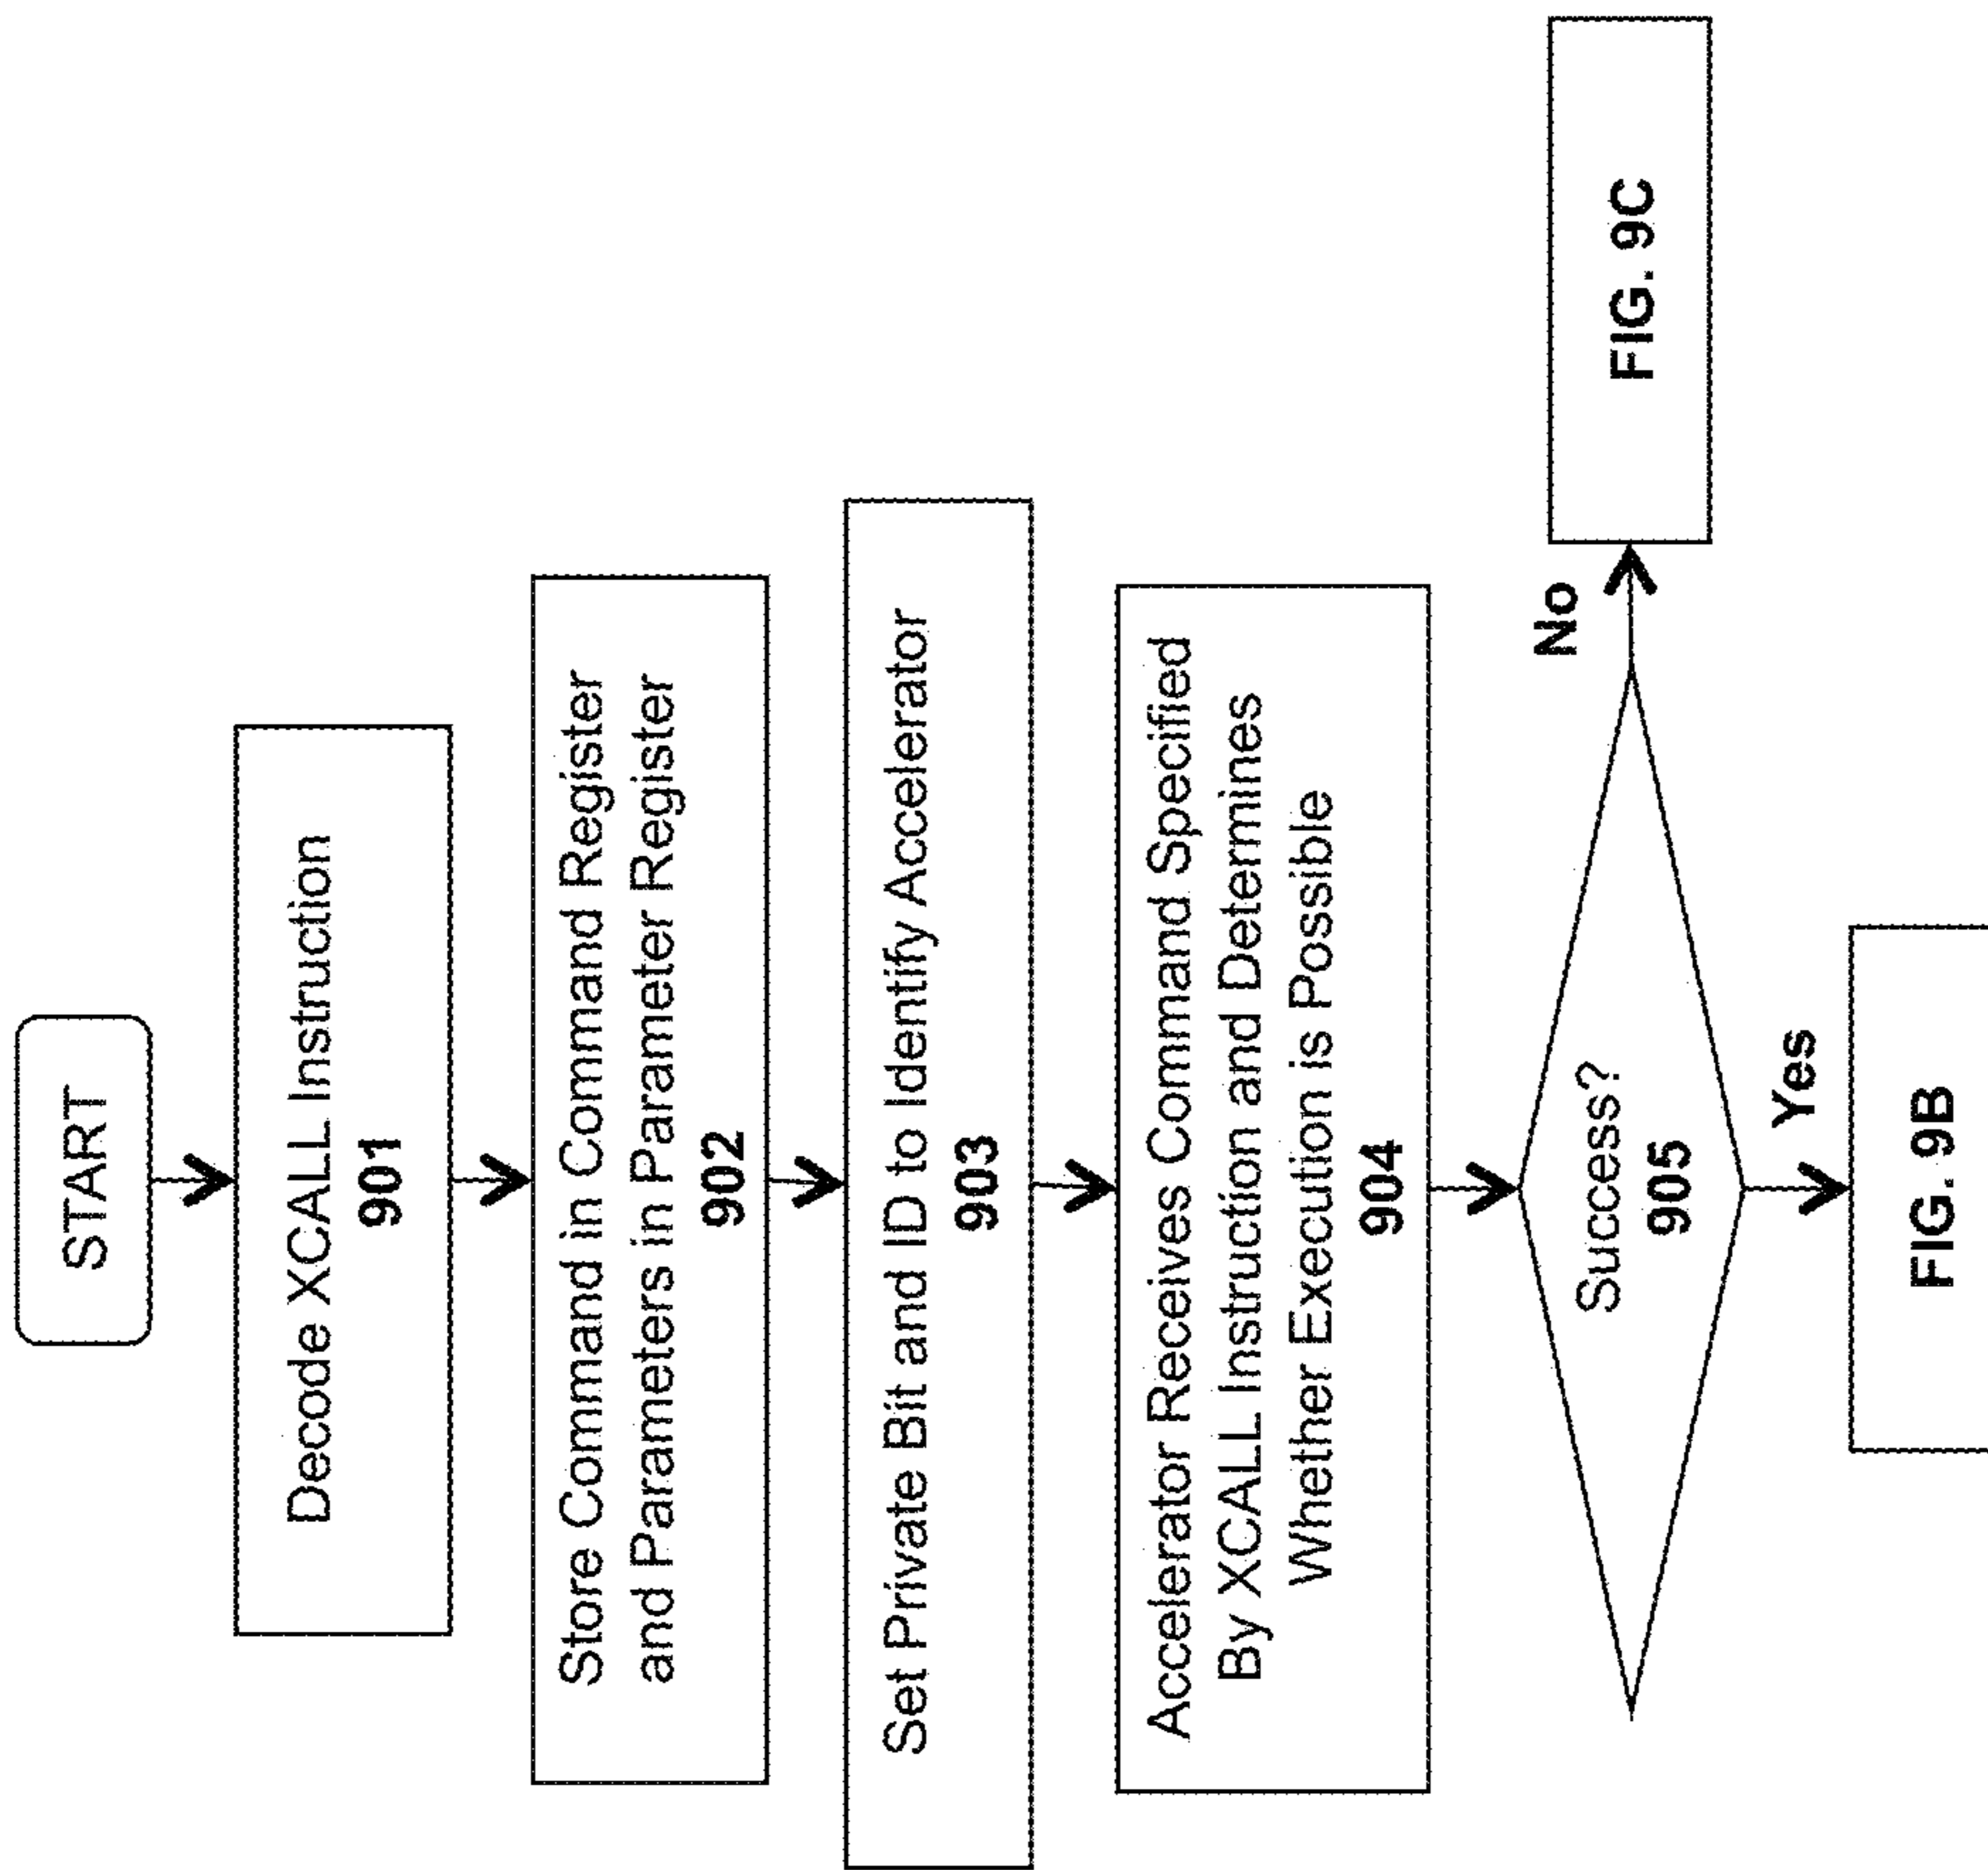 START
Decode XCALL Instruction
901
Store Command in Command Register
and Parameters in Parameter Register
902
Set Private Bit and ID to Identify Accelerator
903
Accelerator Receives Command Specified
By XCALL Instruction and Determines
Whether Execution is Possible
904
Success?
905
No
FIG. 9C
Yes
FIG. 9B